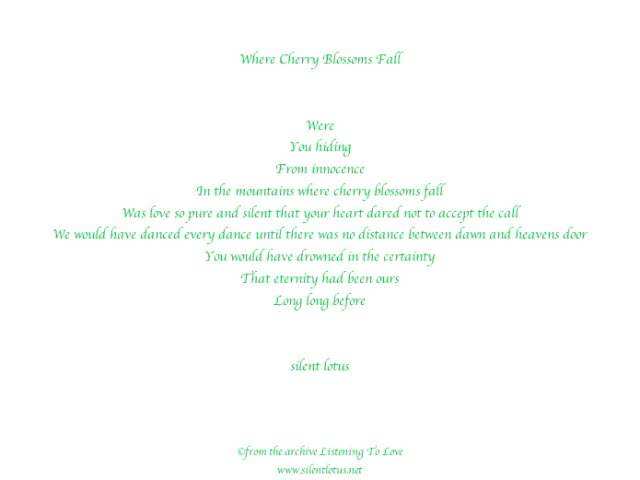 Where Cherry Blossoms Fall
Were
You hiding
From innocence
In the mountains where cherry blossoms fall
Was love so pure and silent that your heart dared not to accept the call
We would have danced every dance until there was no distance between dawn and heavens door
You would have drowned in the certainty
That eternity had been ours
Long long before
silent lotus
©from the archive Listening To Love
www.silentlotus.net